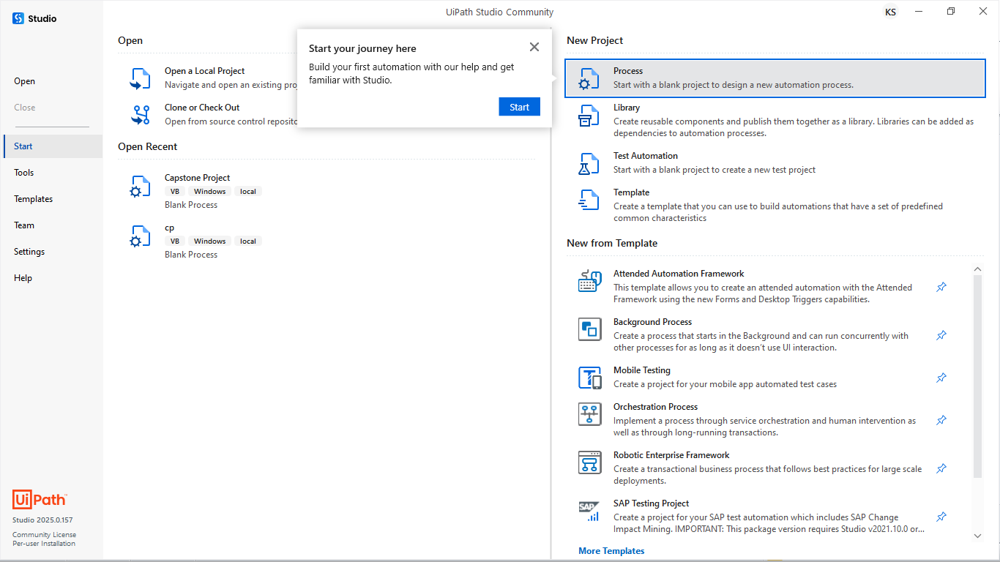 Studio
UiPath Studio Community
KS
Open
Close
Start
Tools
Templates
Team
Settings
Help
UiPath
Studio 2025.0.157
Community License
Per-user Installation
Open
Open a Local Project
Navigate and open an existing proj
Clone or Check Out
Open from source control reposito
Start your journey here
Build your first automation with our help and get
familiar with Studio.
Start
Open Recent
Capstone Project
VB Windows local
Blank Process
cp
VB Windows local
Blank Process
New Project
Process
Start with a blank project to design a new automation process.
Library
Create reusable components and publish them together as a library. Libraries can be added as
dependencies to automation processes.
Test Automation
Start with a blank project to create a new test project
Template
Create a template that you can use to build automations that have a set of predefined
common characteristics
New from Template
Attended Automation Framework
This template allows you to create an attended automation with the Attended
Framework using the new Forms and Desktop Triggers capabilities.
Background Process
Create a process that starts in the Background and can run concurrently with
other processes for as long as it doesn't use UI interaction.
Mobile Testing
Create a project for your mobile app automated test cases
Orchestration Process
Implement a process through service orchestration and human intervention as
well as through long-running transactions.
Robotic Enterprise Framework
Create a transactional business process that follows best practices for large scale
deployments.
SAP
SAP Testing Project
Create a project for your SAP test automation which includes SAP Change
Impact Mining. IMPORTANT: This package version requires Studio v2021.10.0 or...
More Templates